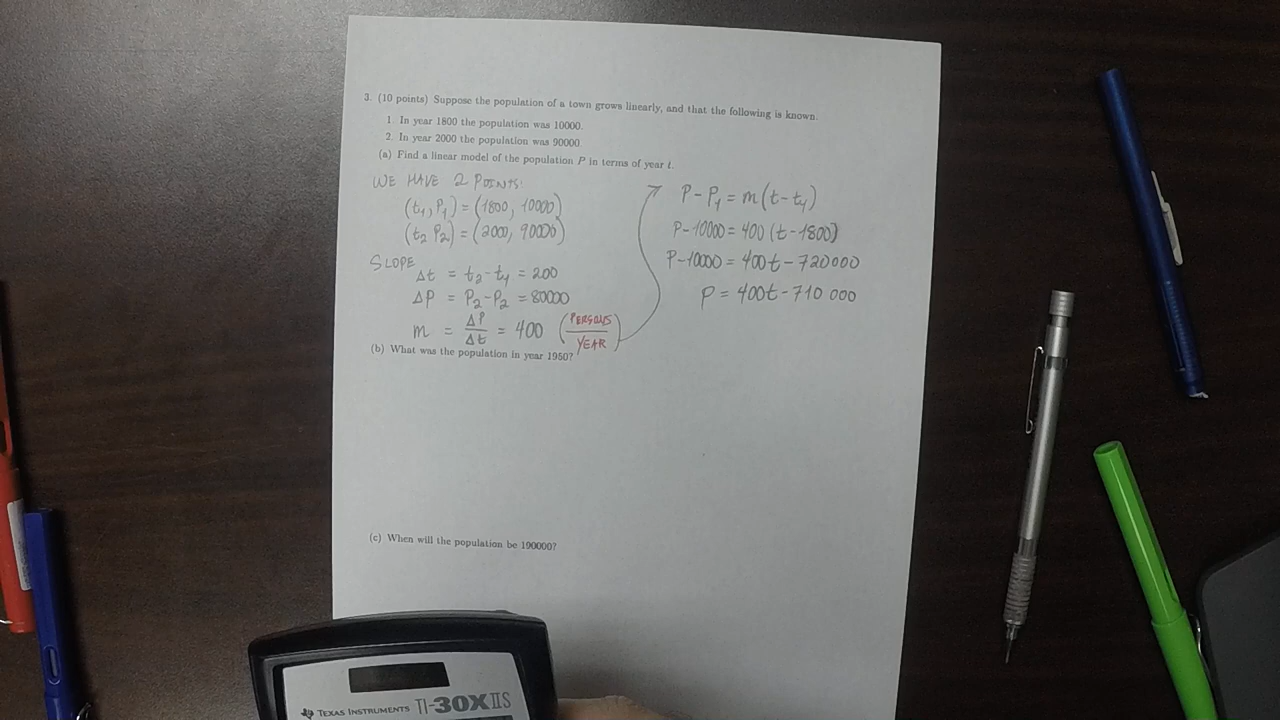 3. (10 points) Suppose the population of a town grows linearly, and that the following is known.
1. In year 1800 the population was 10000.
2. In year 2000 the population was 90000.
(a) Find a linear model of the population P in terms of year t.
WE HAVE 2 POINTS:
(t₁, P₁) = (1800, 10000)
(t₂ P₂) = (2000, 90000)
SLOPE
Δt = t₂ - t₁ = 200
ΔP = P₂ - P₂ = 80000
m = ΔP/Δt = 400 (PERSONS/YEAR)
P - P₁ = m (t - t₁)
P - 10000 = 400 (t - 1800)
P - 10000 = 400t - 720000
P = 400t - 710 000
(b) What was the population in year 1950?
(c) When will the population be 190000?
TEXAS INSTRUMENTS TI-30X IIS